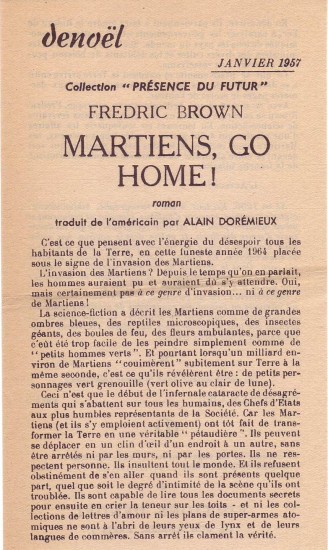 denoël
JANVIER 1957
Collection "PRÉSENCE DU FUTUR"
FREDRIC BROWN
MARTIENS, GO
HOME!
roman
traduit de l'américain par ALAIN DORÉMIEUX
C'est ce que pensent avec l'énergie du désespoir tous les
habitants de la Terre, en cette funeste année 1964 placée
sous le signe de l'invasion des Martiens.
L'invasion des Martiens ? Depuis le temps qu'on en parlait,
les hommes auraient pu et auraient dû s'y attendre. Oui,
mais certainement pas à ce genre d'invasion... ni à ce genre
de Martiens !
La science-fiction a décrit les Martiens comme de grandes
ombres bleues, des reptiles microscopiques, des insectes
géants, des boules de feu, des fleurs ambulantes, parce que
c'eût été trop facile de les peindre simplement comme de
"petits hommes verts". Et pourtant lorsqu'un milliard env-
iron de Martiens "couimèrent" subitement sur Terre à la
même seconde, c'est ce qu'ils révélèrent être : de petits per-
sonnages vert grenouille (vert olive au clair de lune).
Ceci n'est que le début de l'infernale cataracte de désagré-
ments qui s'abattent sur tous les humains, des Chefs d'Etats
aux plus humbles représentants de la Société. Car les Mar-
tiens (et ils s'y emploient activement) ont tôt fait de trans-
former la Terre en une véritable "pétaudière". Ils peuvent
se déplacer en un clin d'œil d'un endroit à un autre, sans
être arrêtés ni par les murs, ni par les portes. Ils ne res-
pectent personne. Ils insultent tout le monde. Et ils refusent
obstinément de s'en aller quand ils sont présents quelque
part, quel que soit le degré d'intimité de la scène qu'ils ont
troublée. Ils sont capable de lire tous les documents secrets
pour ensuite en crier la teneur sur les toits - et ni les col-
lections de lettres d'amour ni les plans de super-armes ato-
miques ne sont à l'abri de leurs yeux de lynx et de leurs
langues de commères. Sans arrêt ils clament la vérité.